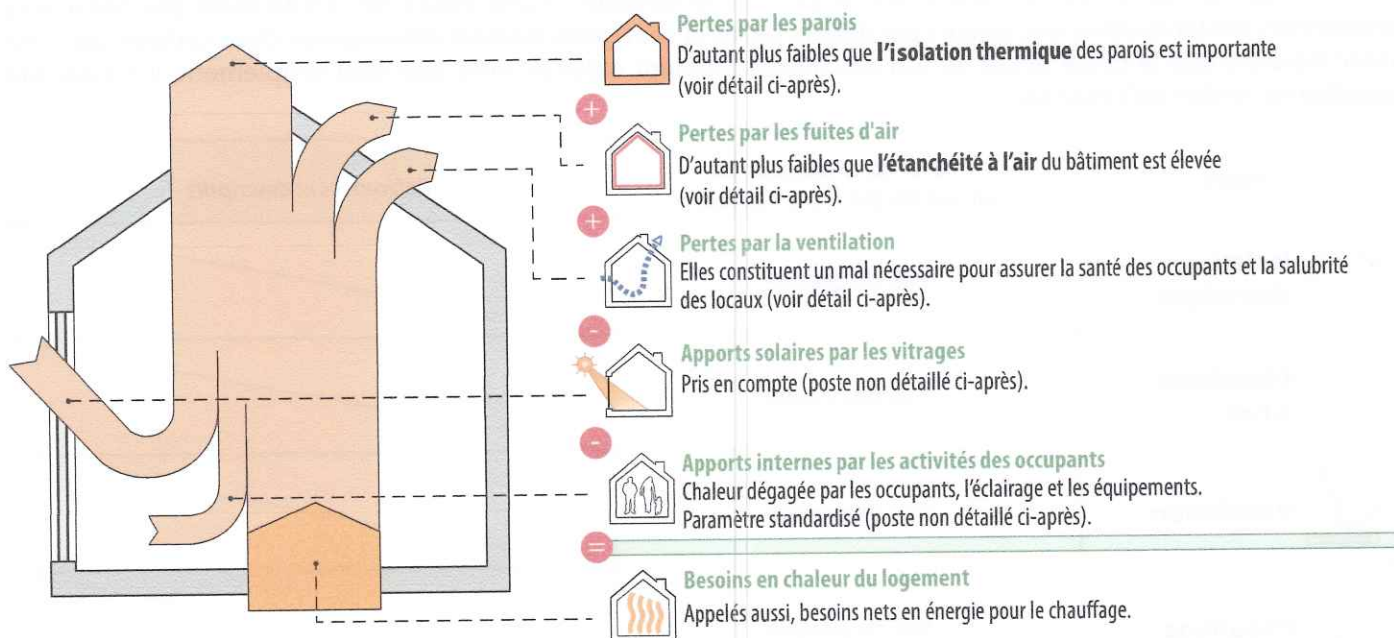 Pertes par les parois
D'autant plus faibles que l'isolation thermique des parois est importante
(voir détail ci-après).
+
Pertes par les fuites d'air
D'autant plus faibles que l'étanchéité à l'air du bâtiment est élevée
(voir détail ci-après).
+
Pertes par la ventilation
Elles constituent un mal nécessaire pour assurer la santé des occupants et la salubrité
des locaux (voir détail ci-après).
-
Apports solaires par les vitrages
Pris en compte (poste non détaillé ci-après).
-
Apports internes par les activités des occupants
Chaleur dégagée par les occupants, l'éclairage et les équipements.
Paramètre standardisé (poste non détaillé ci-après).
=
Besoins en chaleur du logement
Appelés aussi, besoins nets en énergie pour le chauffage.